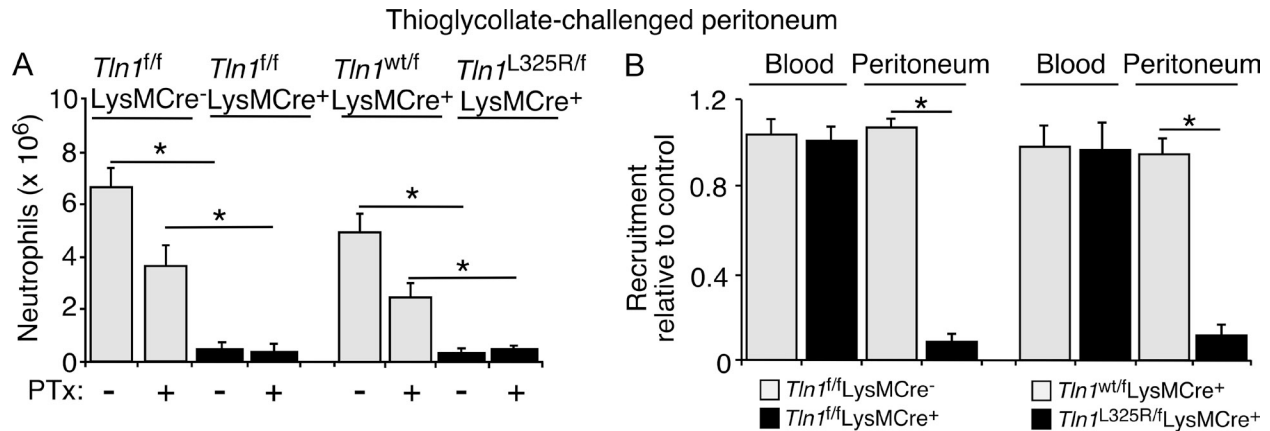 Thioglycollate-challenged peritoneum
A
Tln1f/f Tln1f/f Tln1wt/f Tln1L325R/f
LysMCre- LysMCre+ LysMCre+ LysMCre+
Neutrophils (x 10^6)
10
8
6
4
2
0
* * * *
PTx: - + - + - + - +
B
Blood Peritoneum Blood Peritoneum
Recruitment
relative to control
1.2
0.8
0.4
0
* *
Tln1f/fLysMCre-
Tln1f/fLysMCre+
Tln1wt/fLysMCre+
Tln1L325R/fLysMCre+